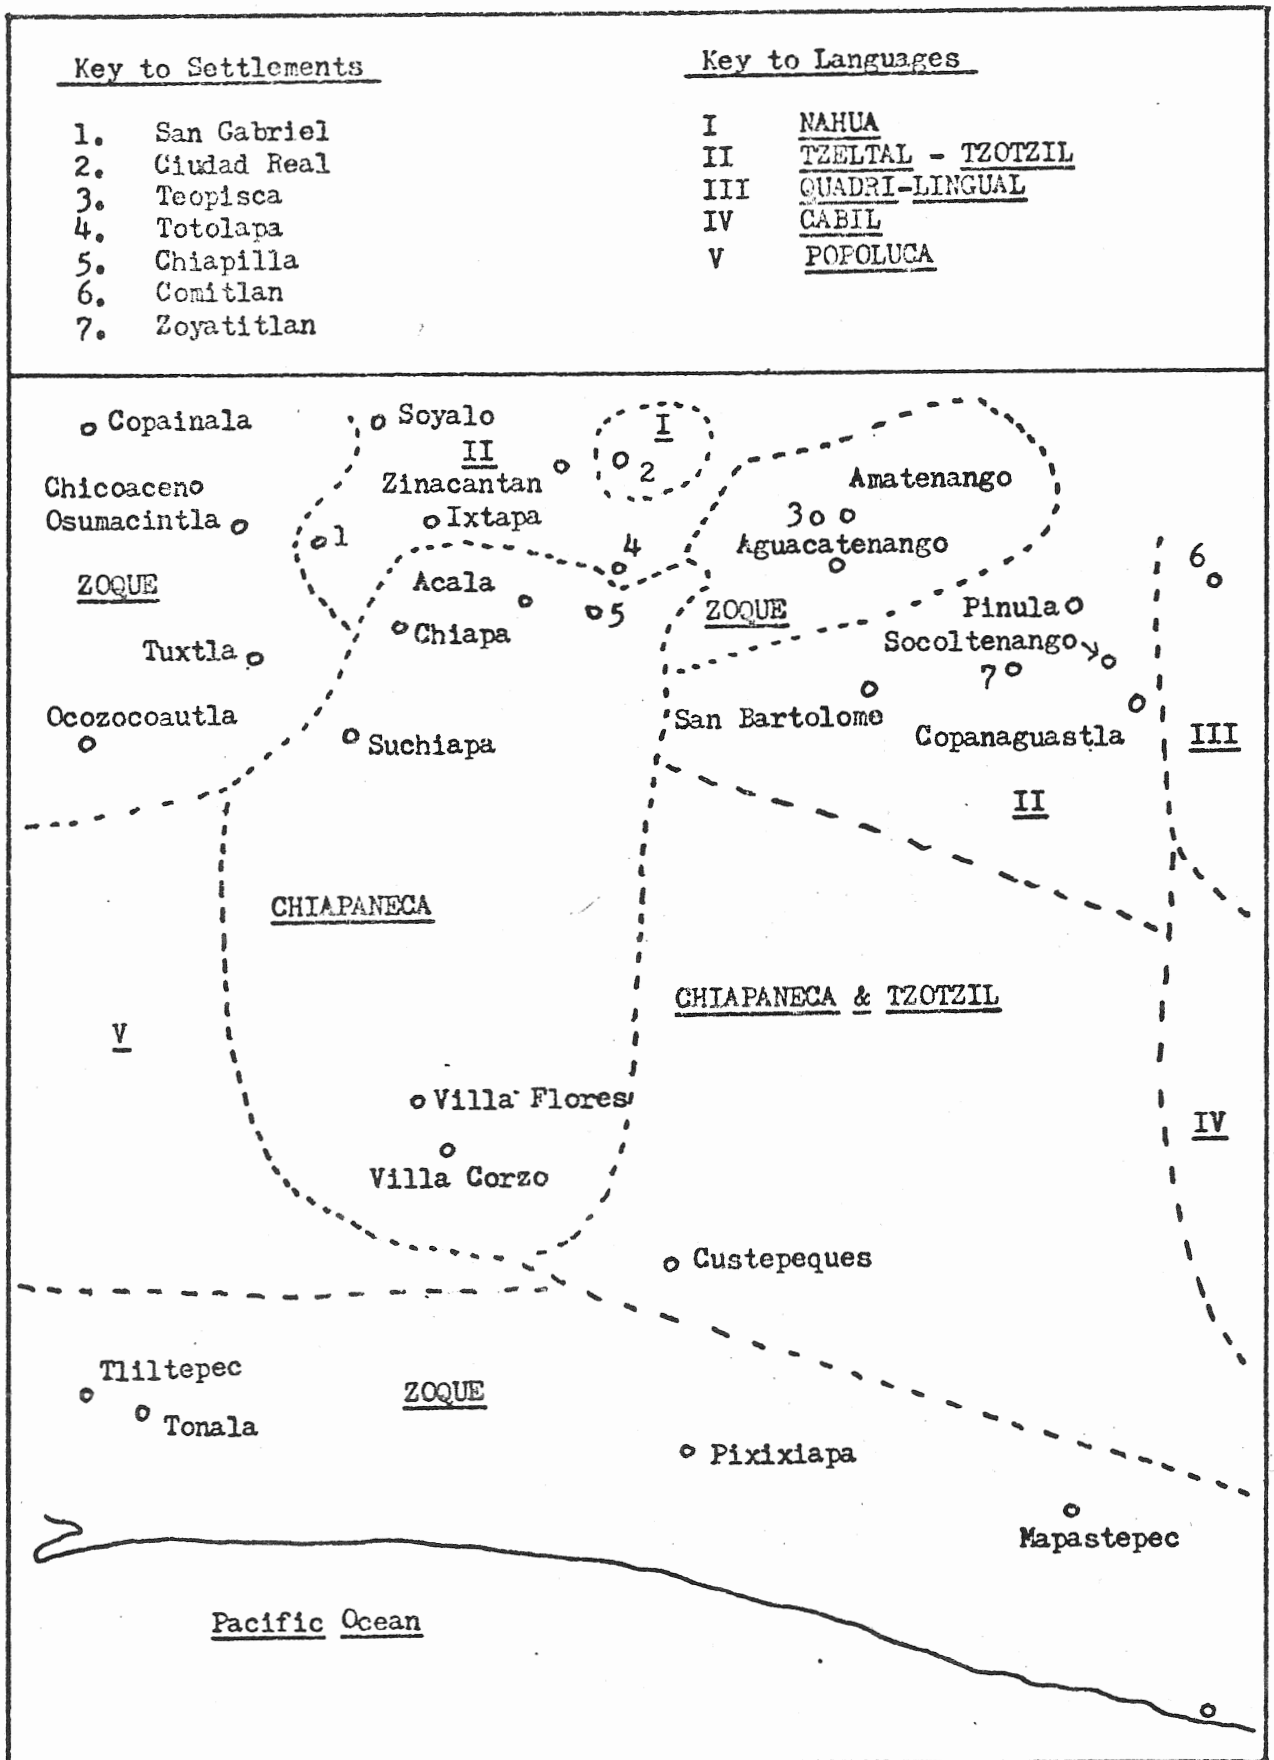 Key to Settlements
1. San Gabriel
2. Ciudad Real
3. Teopisca
4. Totolapa
5. Chiapilla
6. Comitlan
7. Zoyatitlan
Key to Languages
I NAHUA
II TZELTAL - TZOTZIL
III QUADRI-LINGUAL
IV CABIL
V POPOLUCA
Copainala
Soyalo
I
II
2
Chicoaceno
Zinacantan
Amatenango
Osumacintla
Ixtapa
3
1
4
Aguacatenango
6
ZOQUE
Acala
5
ZOQUE
Pinula
Chiapa
Socoltenango
Tuxtla
7
Ocozocoautla
San Bartolome
Suchiapa
Copanaguastla
III
II
CHIAPANECA
CHIAPANECA & TZOTZIL
V
Villa Flores
IV
Villa Corzo
Custepeques
Tliltepec
ZOQUE
Tonala
Pixixiapa
Mapastepec
Pacific Ocean